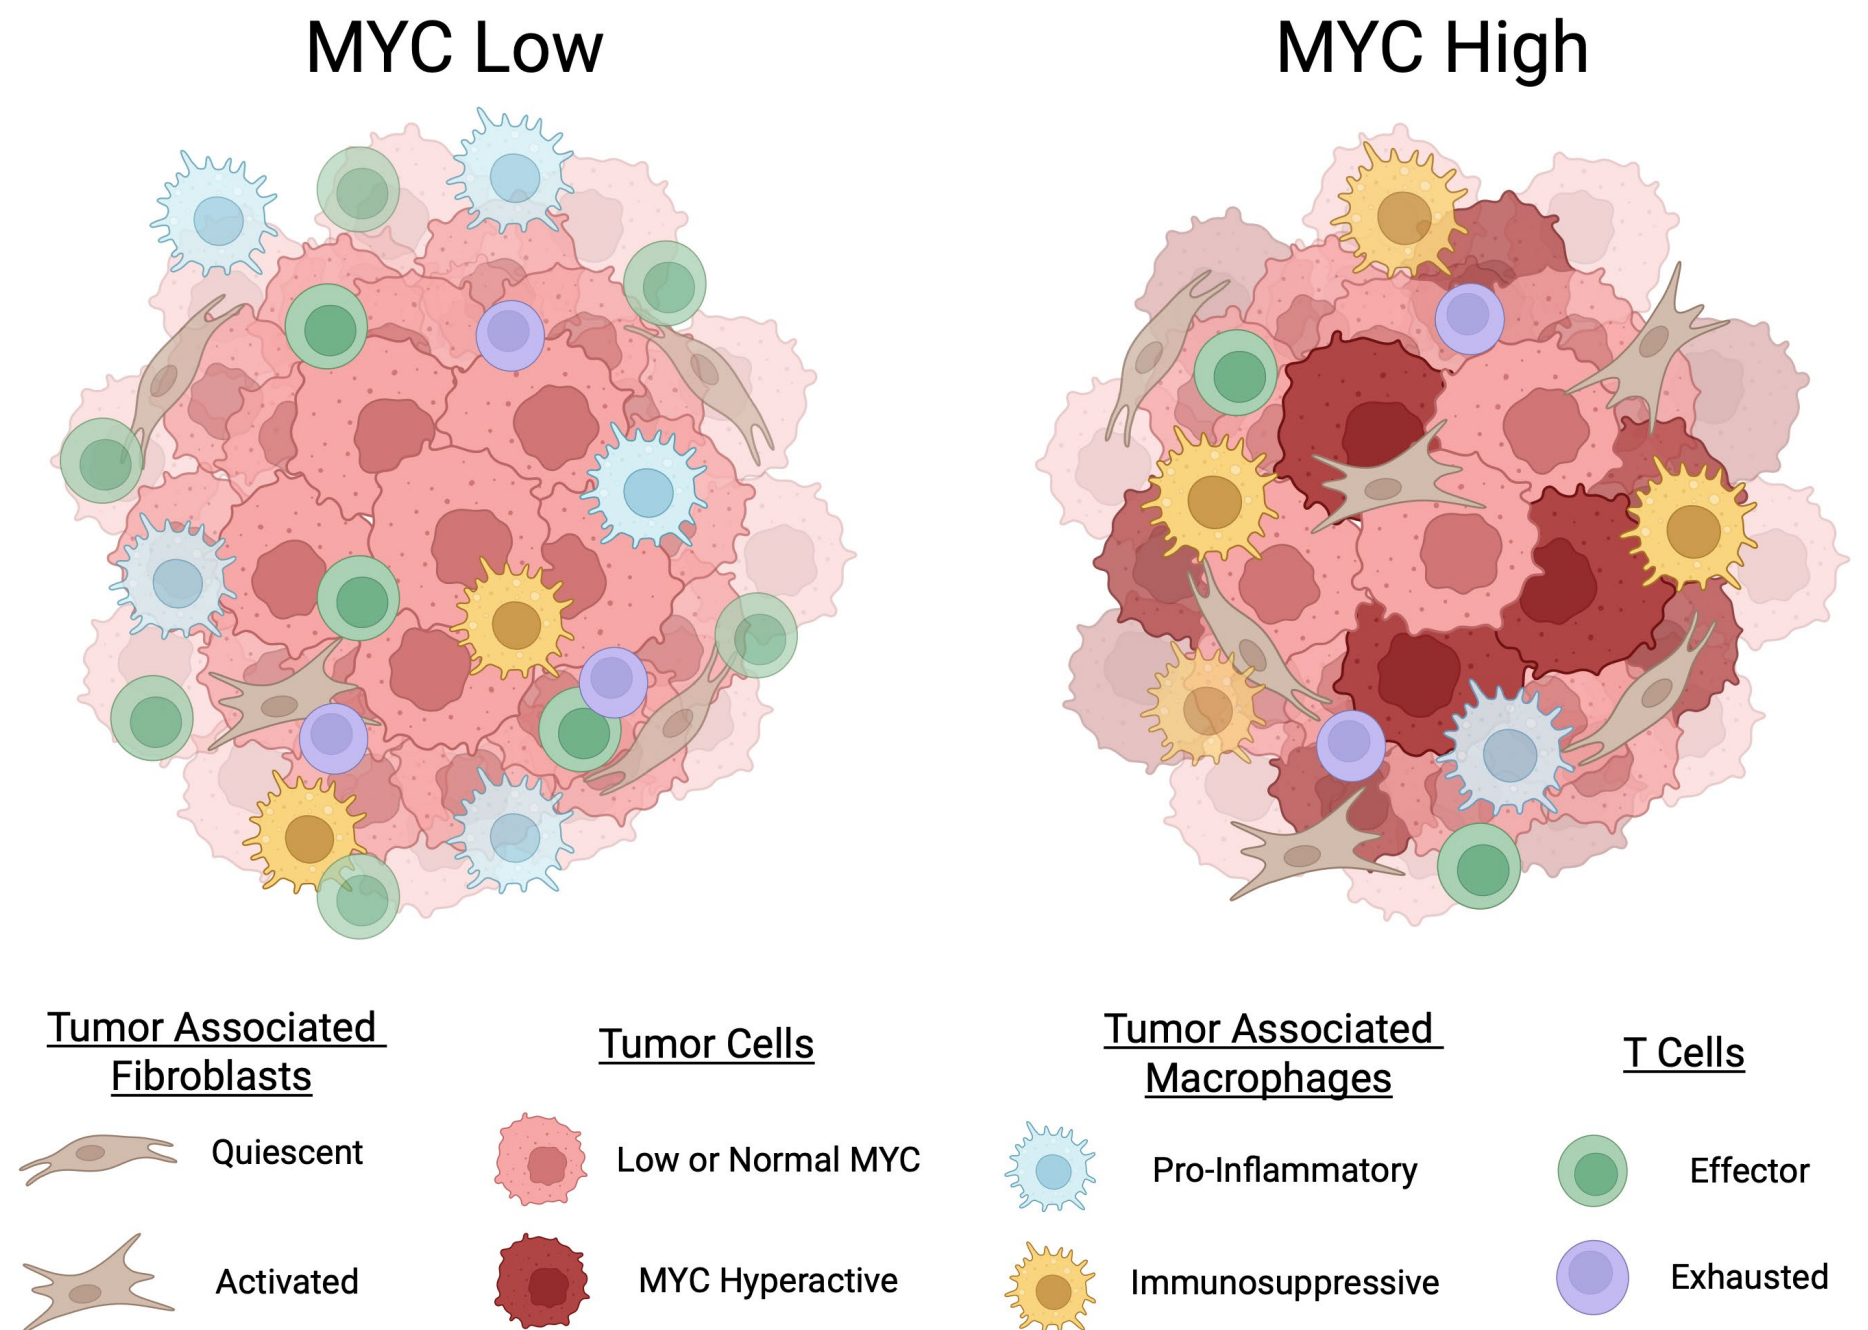 MYC Low
MYC High
Tumor Associated
Fibroblasts
Quiescent
Activated
Tumor Cells
Low or Normal MYC
MYC Hyperactive
Tumor Associated
Macrophages
Pro-Inflammatory
Immunosuppressive
T Cells
Effector
Exhausted